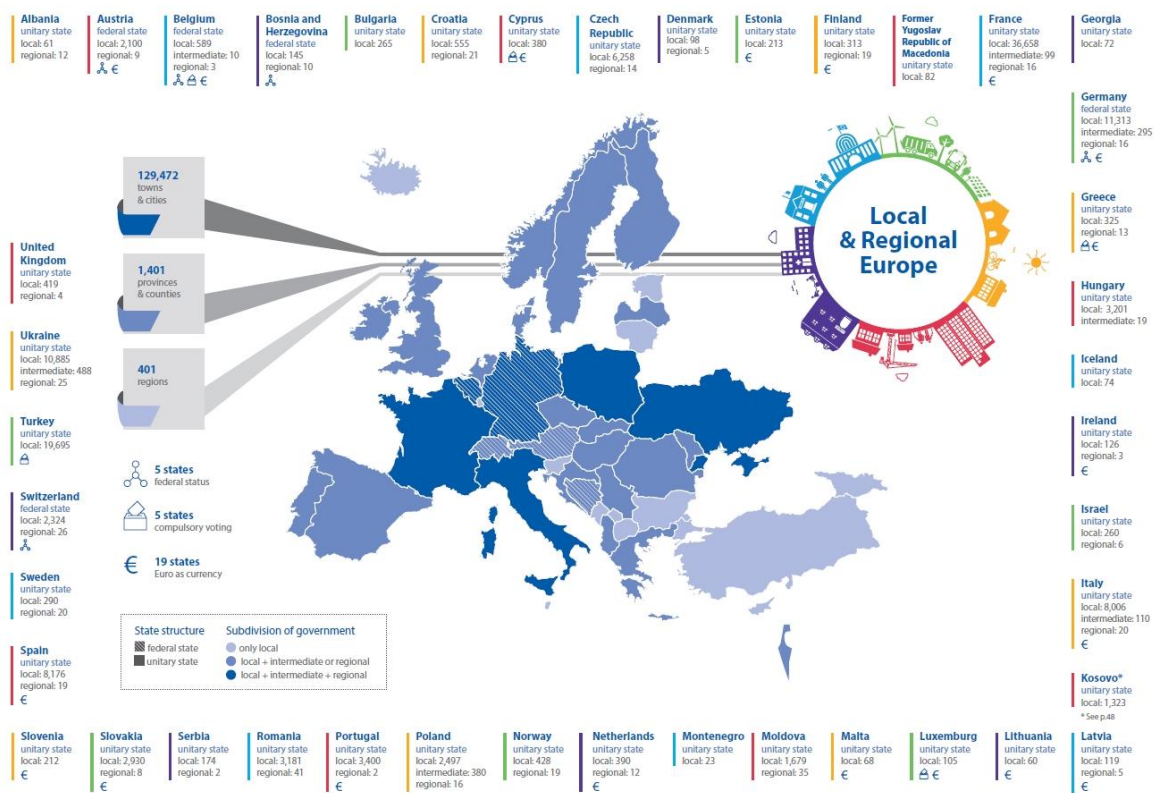 Albania
unitary state
local: 61
regional: 12
Austria
federal state
local: 2,100
regional: 9
€
Belgium
federal state
local: 589
intermediate: 10
regional: 3
€
Bosnia and
Herzegovina
federal state
local: 145
regional: 10
Bulgaria
unitary state
local: 265
Croatia
unitary state
local: 555
regional: 21
Cyprus
unitary state
local: 380
€
Czech
Republic
unitary state
local: 6,258
regional: 14
Denmark
unitary state
local: 98
regional: 5
Estonia
unitary state
local: 213
€
Finland
unitary state
local: 313
regional: 19
€
Former
Yugoslav
Republic of
Macedonia
unitary state
local: 82
France
unitary state
local: 36,658
intermediate: 99
regional: 16
€
Georgia
unitary state
local: 72
Germany
federal state
local: 11,313
intermediate: 295
regional: 16
€
Greece
unitary state
local: 325
regional: 13
€
Hungary
unitary state
local: 3,201
intermediate: 19
Iceland
unitary state
local: 74
Ireland
unitary state
local: 126
regional: 3
€
Israel
unitary state
local: 260
regional: 6
Italy
unitary state
local: 8,006
intermediate: 110
regional: 20
€
Kosovo*
unitary state
local: 1,323
* See p.48
Local
& Regional
Europe
129,472
towns
& cities
1,401
provinces
& counties
401
regions
5 states
federal status
5 states
compulsory voting
€
19 states
Euro as currency
State structure
federal state
unitary state
Subdivision of government
only local
local + intermediate or regional
local + intermediate + regional
United
Kingdom
unitary state
local: 419
regional: 4
Ukraine
unitary state
local: 10,885
intermediate: 488
regional: 25
Turkey
unitary state
local: 19,695
Switzerland
federal state
local: 2,324
regional: 26
Sweden
unitary state
local: 290
regional: 20
Spain
unitary state
local: 8,176
regional: 19
€
Slovenia
unitary state
local: 212
€
Slovakia
unitary state
local: 2,930
regional: 8
€
Serbia
unitary state
local: 174
regional: 2
Romania
unitary state
local: 3,181
regional: 41
Portugal
unitary state
local: 3,400
regional: 2
€
Poland
unitary state
local: 2,497
intermediate: 380
regional: 16
Norway
unitary state
local: 428
regional: 19
Netherlands
unitary state
local: 390
regional: 12
€
Montenegro
unitary state
local: 23
Moldova
unitary state
local: 1,679
regional: 35
Malta
unitary state
local: 68
€
Luxemburg
unitary state
local: 105
€
Lithuania
unitary state
local: 60
€
Latvia
unitary state
local: 119
regional: 5
€